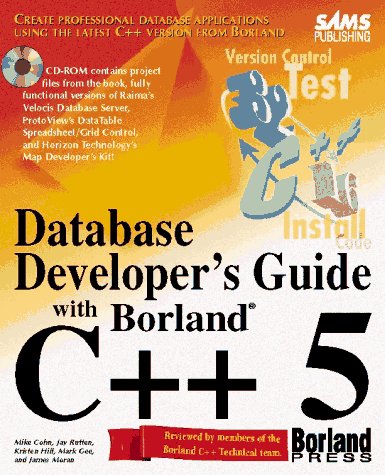 CREATE PROFESSIONAL DATABASE APPLICATIONS
USING THE LATEST C++ VERSION FROM BORLAND
SAMS
PUBLISHING
CD-ROM contains project
files from the book, fully
functional versions of Raima's
Velocis Database Server,
ProtoView's DataTable
Spreadsheet/Grid Control,
and Horizon Technology's
Map Developer's Kit!
Version Control
Test
C++
Install
Code
Database
Developer's Guide
with Borland®
C++ 5
Mike Cohn, Jay Rutten,
Kristen Hill, Mark Gee,
and James Moran
Reviewed by members of the
Borland C++ Technical team.
Borland
PRESS